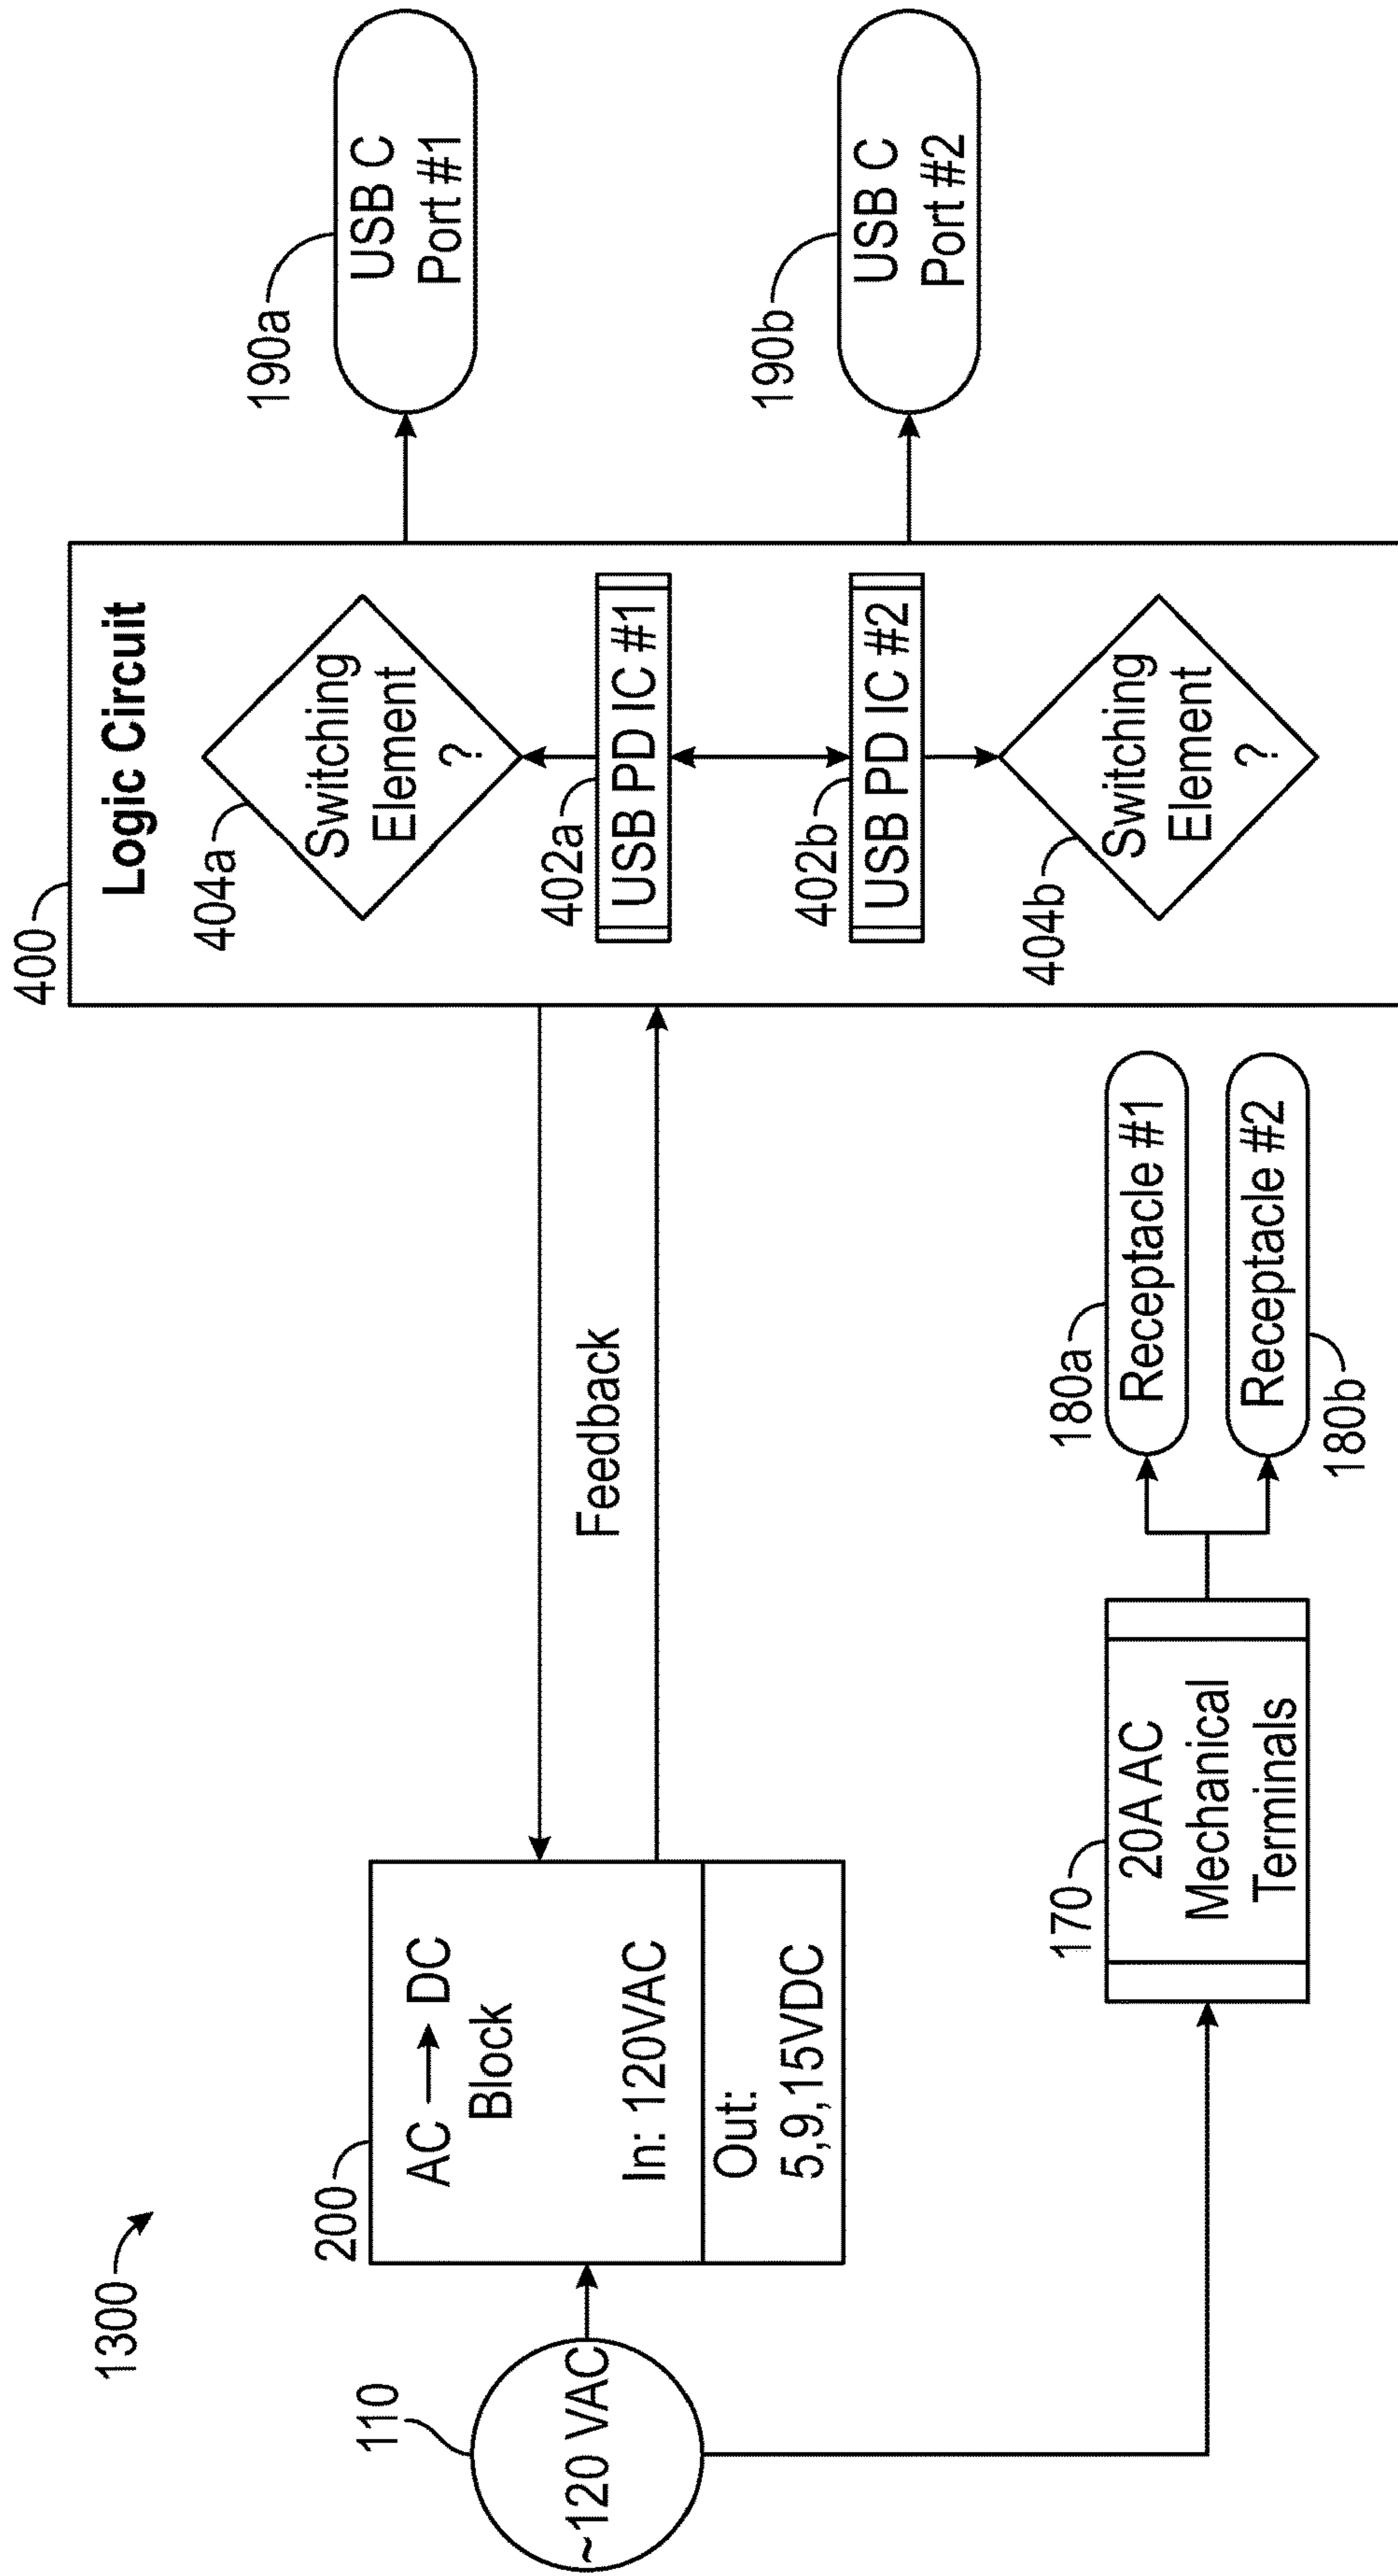 1300
110
~120 VAC
200
AC → DC
Block
In: 120VAC
Out:
5,9,15VDC
Feedback
400
Logic Circuit
404a
Switching
Element
?
402a
USB PD IC #1
402b
USB PD IC #2
404b
Switching
Element
?
190a
USB C
Port #1
190b
USB C
Port #2
170
20A AC
Mechanical
Terminals
180a
Receptacle #1
Receptacle #2
180b